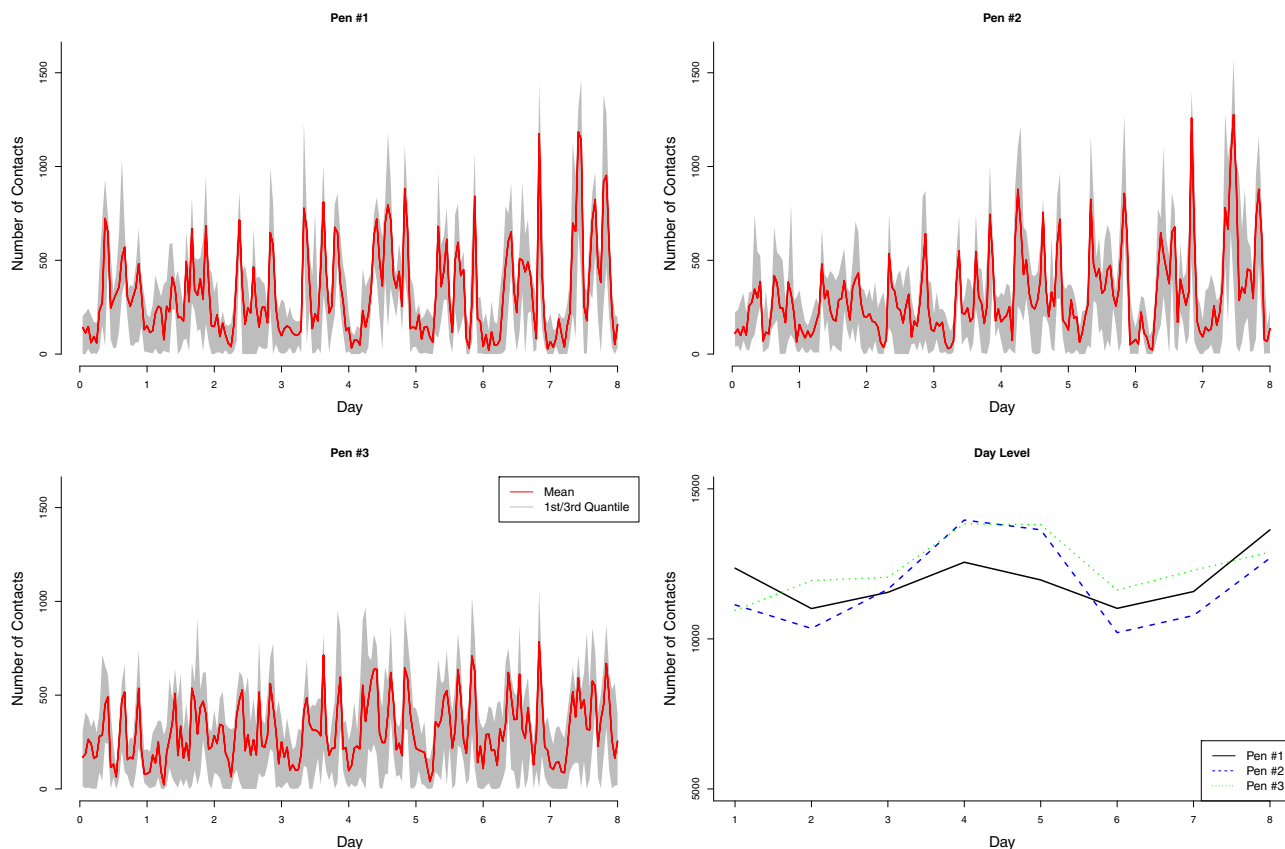 Pen #1
Number of Contacts
1500
1000
500
0
0 1 2 3 4 5 6 7 8
Day
Pen #2
Number of Contacts
1500
1000
500
0
0 1 2 3 4 5 6 7 8
Day
Pen #3
Number of Contacts
1500
1000
500
0
Mean
1st/3rd Quantile
0 1 2 3 4 5 6 7 8
Day
Day Level
Number of Contacts
15000
10000
5000
Pen #1
Pen #2
Pen #3
1 2 3 4 5 6 7 8
Day